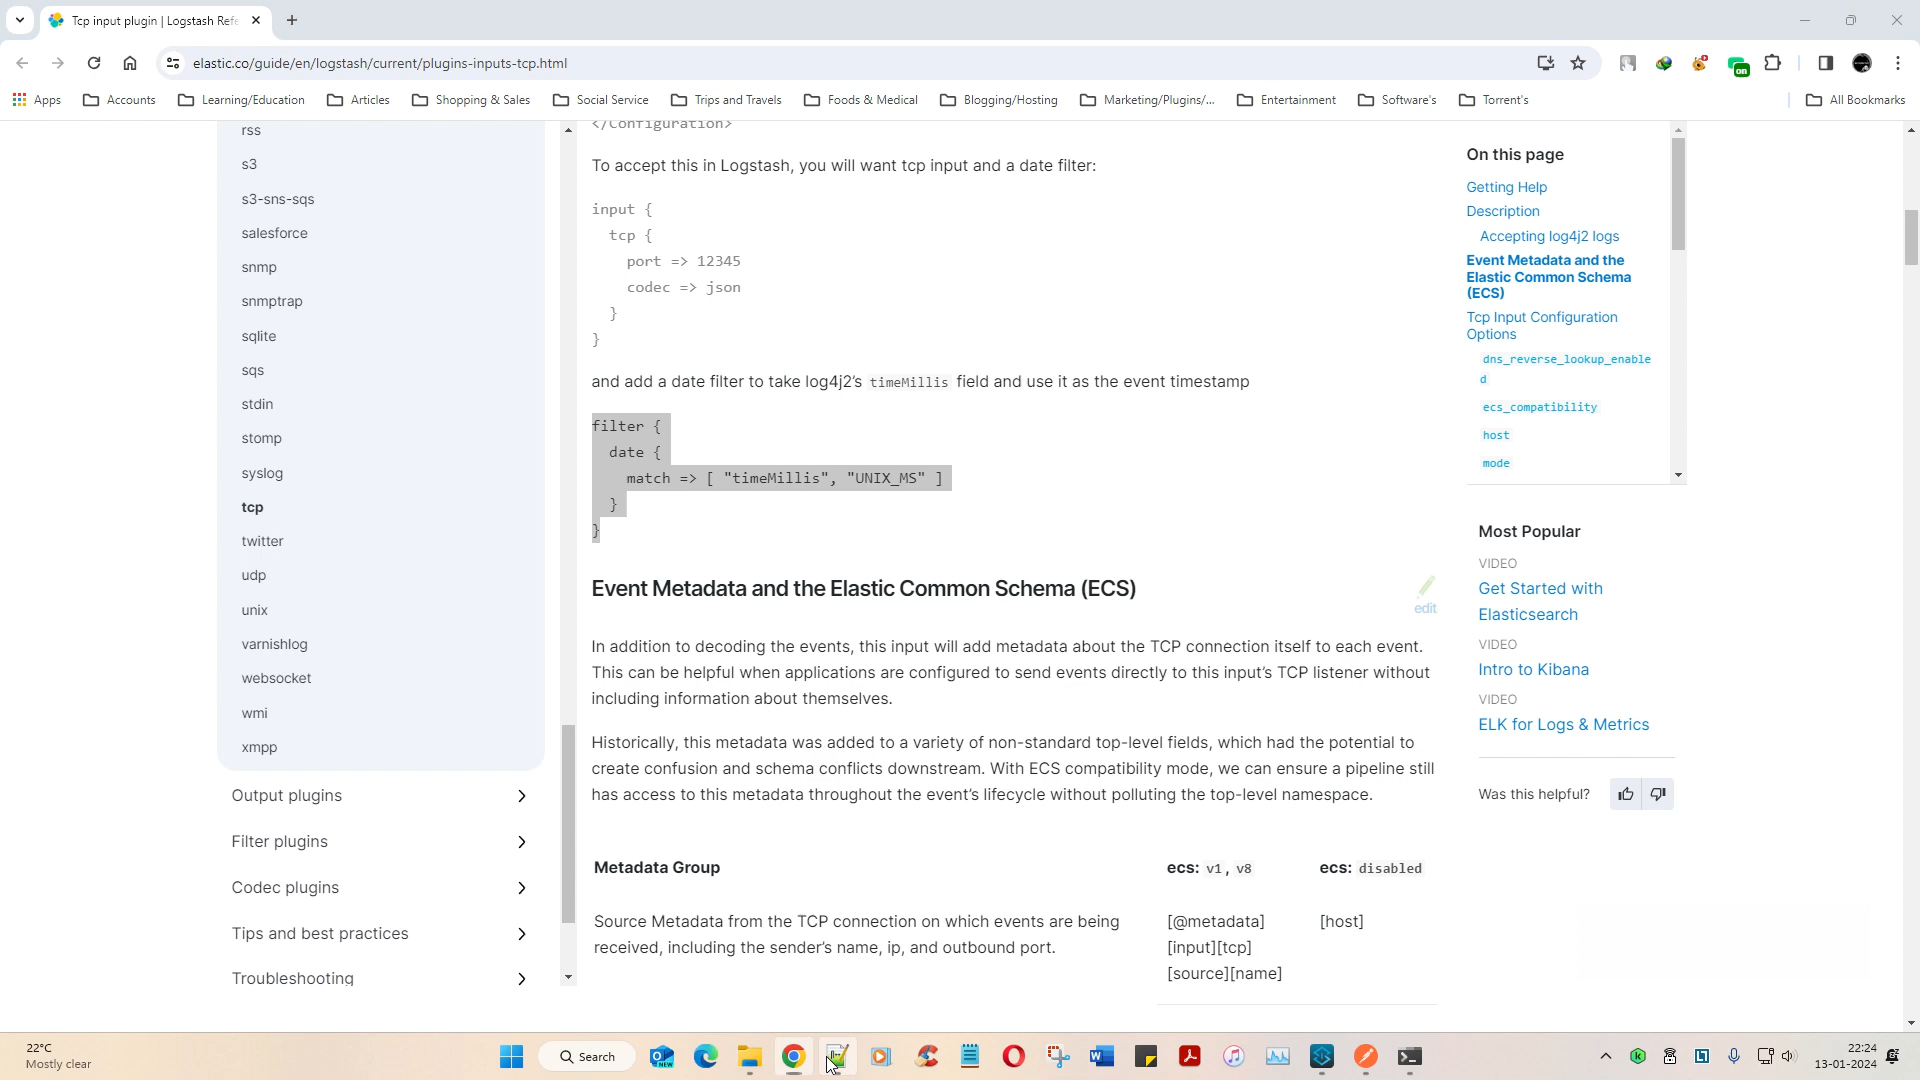 Tcp input plugin | Logstash Refe
elastic.co/guide/en/logstash/current/plugins-inputs-tcp.html
on
Apps
Accounts
Learning/Education
Articles
Shopping & Sales
Social Service
Trips and Travels
Foods & Medical
Blogging/Hosting
Marketing/Plugins/...
Entertainment
Software's
Torrent's
All Bookmarks
rss
s3
s3-sns-sqs
salesforce
snmp
snmptrap
sqlite
sqs
stdin
stomp
syslog
tcp
twitter
udp
unix
varnishlog
websocket
wmi
xmpp
Output plugins
Filter plugins
Codec plugins
Tips and best practices
Troubleshooting
</Configuration>
To accept this in Logstash, you will want tcp input and a date filter:
input {
tcp {
port => 12345
codec => json
}
}
and add a date filter to take log4j2's timeMillis field and use it as the event timestamp
filter {
date {
match => [ "timeMillis", "UNIX_MS" ]
}
}
Event Metadata and the Elastic Common Schema (ECS)
edit
In addition to decoding the events, this input will add metadata about the TCP connection itself to each event.
This can be helpful when applications are configured to send events directly to this input's TCP listener without
including information about themselves.
Historically, this metadata was added to a variety of non-standard top-level fields, which had the potential to
create confusion and schema conflicts downstream. With ECS compatibility mode, we can ensure a pipeline still
has access to this metadata throughout the event's lifecycle without polluting the top-level namespace.
Metadata Group ecs: v1, v8 ecs: disabled
Source Metadata from the TCP connection on which events are being [@metadata] [host]
received, including the sender's name, ip, and outbound port. [input][tcp]
[source][name]
On this page
Getting Help
Description
Accepting log4j2 logs
Event Metadata and the
Elastic Common Schema
(ECS)
Tcp Input Configuration
Options
dns_reverse_lookup_enable
d
ecs_compatibility
host
mode
Most Popular
VIDEO
Get Started with
Elasticsearch
VIDEO
Intro to Kibana
VIDEO
ELK for Logs & Metrics
Was this helpful?
22°C
Mostly clear
Search
22:24
13-01-2024